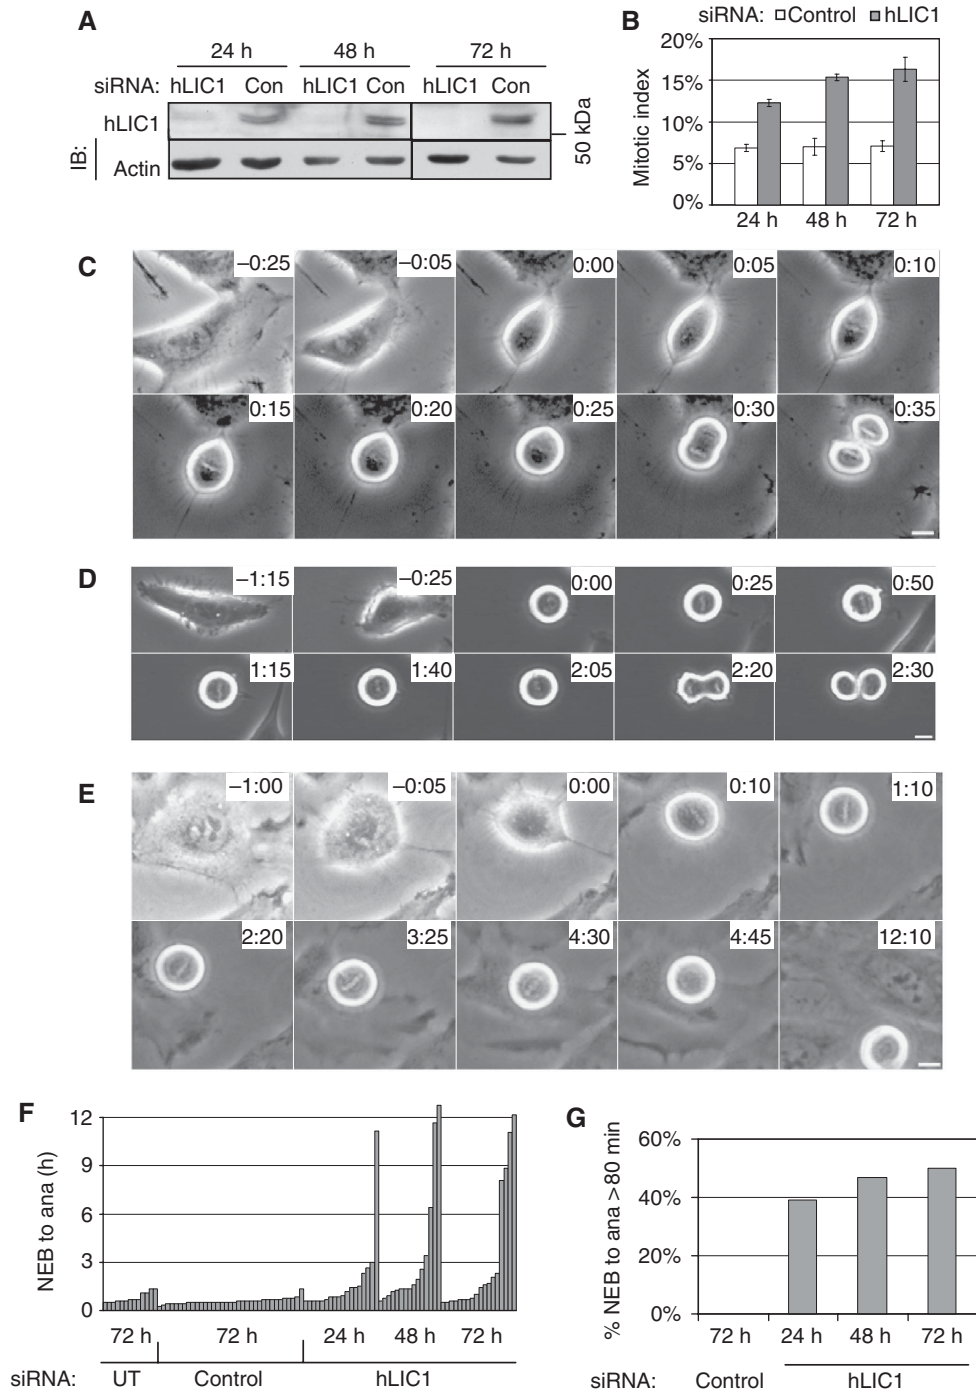 A
24 h 48 h 72 h
siRNA: hLIC1 Con hLIC1 Con hLIC1 Con
hLIC1
IB:
Actin
50 kDa
B
siRNA: Control hLIC1
Mitotic index
20%
15%
10%
5%
0%
24 h 48 h 72 h
C
–0:25 –0:05 0:00 0:05 0:10
0:15 0:20 0:25 0:30 0:35
D
–1:15 –0:25 0:00 0:25 0:50
1:15 1:40 2:05 2:20 2:30
E
–1:00 –0:05 0:00 0:10 1:10
2:20 3:25 4:30 4:45 12:10
F
NEB to ana (h)
12
9
6
3
0
72 h 72 h 24 h 48 h 72 h
siRNA: UT Control hLIC1
G
% NEB to ana >80 min
60%
40%
20%
0%
72 h 24 h 48 h 72 h
siRNA: Control hLIC1